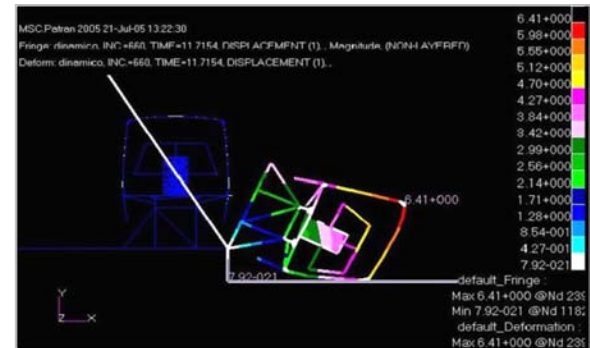 MSC.Patran 2005 21-Jul-05 13:22:30
Fringe: dinamico, INC.=660, TIME=11.7154, DISPLACEMENT (1)., Magnitude, (NON-LAYERED)
Deform: dinamico, INC.=660, TIME=11.7154, DISPLACEMENT (1)., 
6.41+000
5.98+000
5.55+000
5.12+000
4.70+000
4.27+000
3.84+000
3.42+000
2.99+000
2.56+000
2.14+000
1.71+000
1.28+000
8.54-001
4.27-001
7.92-021
6.41+000
7.92-021
default_Fringe :
Max 6.41+000 @Nd 239
Min 7.92-021 @Nd 1182
default_Deformation :
Max 6.41+000 @Nd 239
Y
Z X